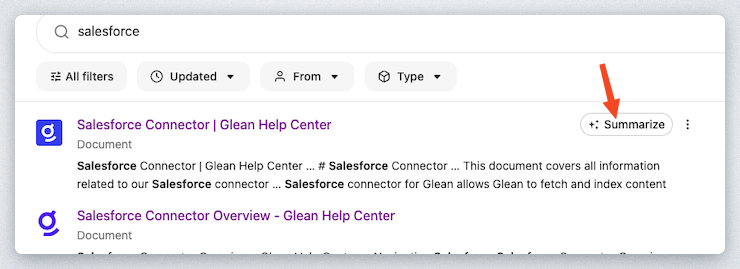 salesforce
All filters
Updated
From
Type
Salesforce Connector | Glean Help Center
Summarize
Document
Salesforce Connector | Glean Help Center ... # Salesforce Connector ... This document covers all information
related to our Salesforce connector ... Salesforce connector for Glean allows Glean to fetch and index content
Salesforce Connector Overview - Glean Help Center
Document